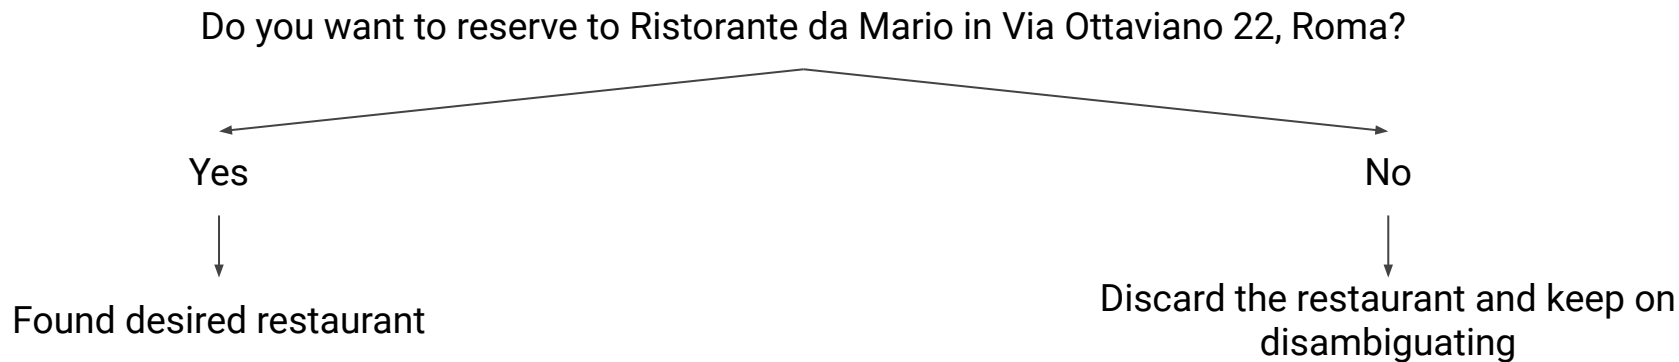 Do you want to reserve to Ristorante da Mario in Via Ottaviano 22, Roma?
Yes
No
Found desired restaurant
Discard the restaurant and keep on
disambiguating